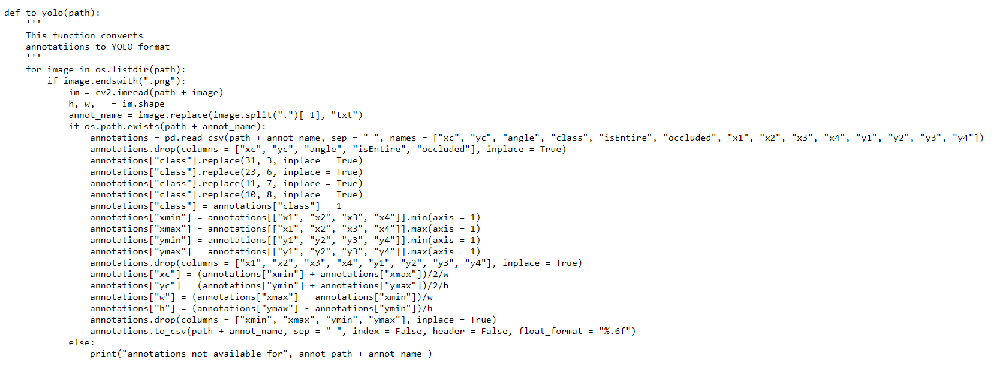 def to_yolo(path):
    '''
    This function converts
    annotatiions to YOLO format
    '''
    for image in os.listdir(path):
        if image.endswith(".png"):
            im = cv2.imread(path + image)
            h, w, _ = im.shape
            annot_name = image.replace(image.split(".")[-1], "txt")
            if os.path.exists(path + annot_name):
                annotations = pd.read_csv(path + annot_name, sep = " ", names = ["xc", "yc", "angle", "class", "isEntire", "occluded", "x1", "x2", "x3", "x4", "y1", "y2", "y3", "y4"])
                annotations.drop(columns = ["xc", "yc", "angle", "isEntire", "occluded"], inplace = True)
                annotations["class"].replace(31, 3, inplace = True)
                annotations["class"].replace(23, 6, inplace = True)
                annotations["class"].replace(11, 7, inplace = True)
                annotations["class"].replace(10, 8, inplace = True)
                annotations["class"] = annotations["class"] - 1
                annotations["xmin"] = annotations[["x1", "x2", "x3", "x4"]].min(axis = 1)
                annotations["xmax"] = annotations[["x1", "x2", "x3", "x4"]].max(axis = 1)
                annotations["ymin"] = annotations[["y1", "y2", "y3", "y4"]].min(axis = 1)
                annotations["ymax"] = annotations[["y1", "y2", "y3", "y4"]].max(axis = 1)
                annotations.drop(columns = ["x1", "x2", "x3", "x4", "y1", "y2", "y3", "y4"], inplace = True)
                annotations["xc"] = (annotations["xmin"] + annotations["xmax"])/2/w
                annotations["yc"] = (annotations["ymin"] + annotations["ymax"])/2/h
                annotations["w"] = (annotations["xmax"] - annotations["xmin"])/w
                annotations["h"] = (annotations["ymax"] - annotations["ymin"])/h
                annotations.drop(columns = ["xmin", "xmax", "ymin", "ymax"], inplace = True)
                annotations.to_csv(path + annot_name, sep = " ", index = False, header = False, float_format = "%.6f")
            else:
                print("annotations not available for", annot_path + annot_name )